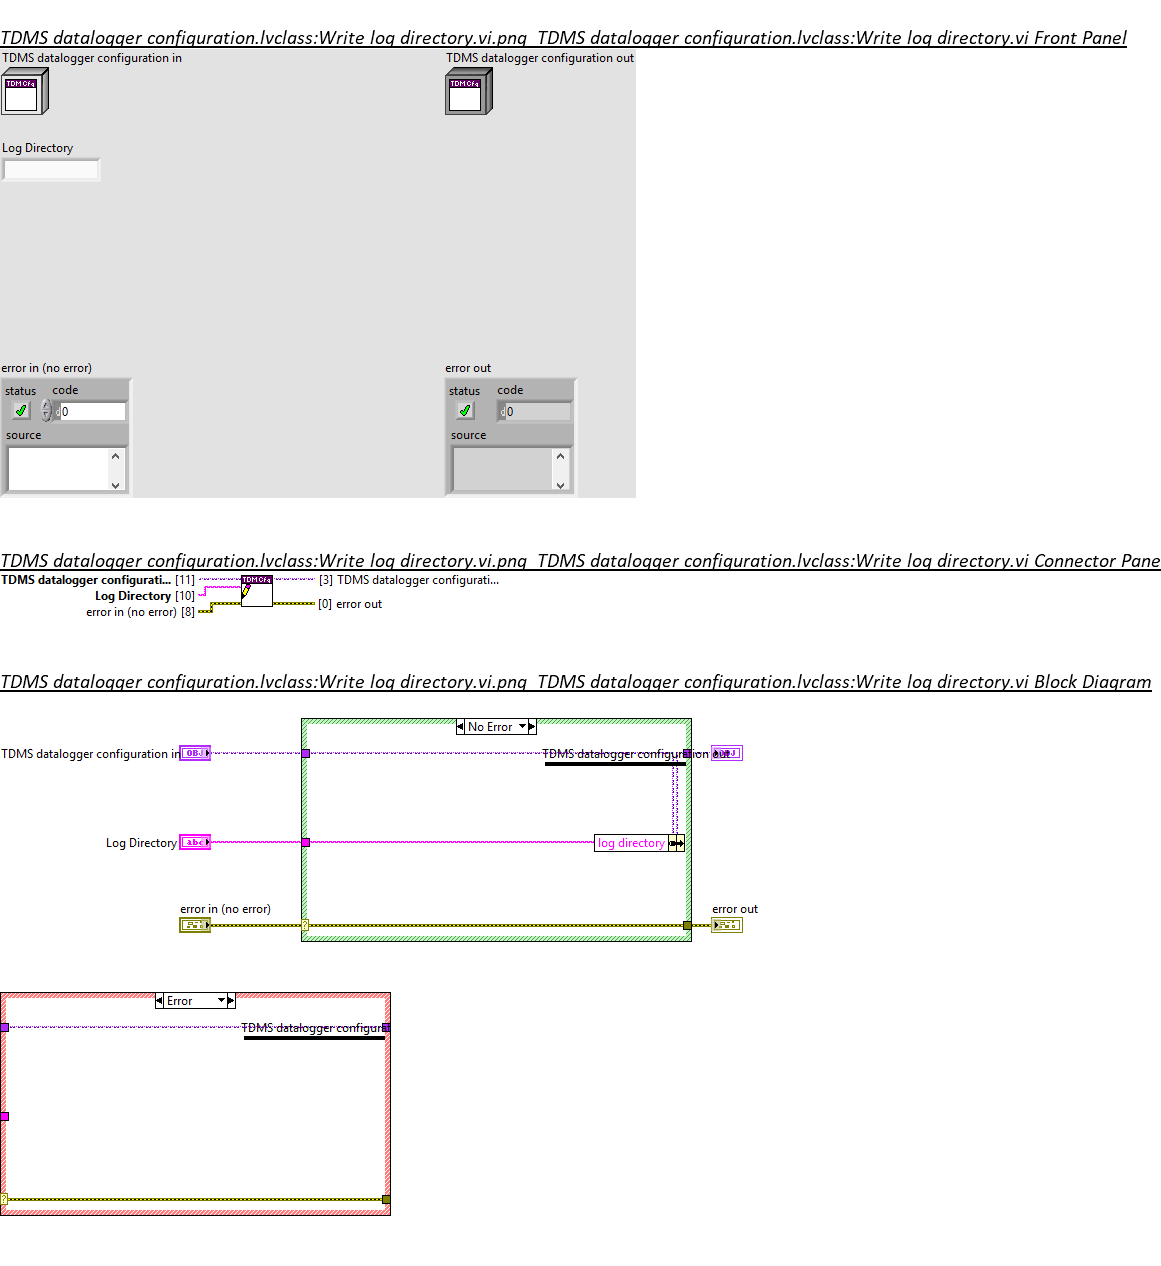 TDMS datalogger configuration.lvclass:Write log directory.vi.png TDMS datalogger configuration.lvclass:Write log directory.vi Front Panel
TDMS datalogger configuration in
TDMS datalogger configuration out
TDM Cfg
TDM Cfg
Log Directory
error in (no error)
error out
status code
status code
d 0
d 0
source
source
TDMS datalogger configuration.lvclass:Write log directory.vi.png TDMS datalogger configuration.lvclass:Write log directory.vi Connector Pane
TDMS datalogger configurati... [11]
TDM Cfg
[3] TDMS datalogger configurati...
Log Directory [10]
[0] error out
error in (no error) [8]
TDMS datalogger configuration.lvclass:Write log directory.vi.png TDMS datalogger configuration.lvclass:Write log directory.vi Block Diagram
No Error
TDMS datalogger configuration in
OBJ
TDMS datalogger configuration out
OBJ
Log Directory
abc
log directory
error in (no error)
error out
?
Error
TDMS datalogger configurat
?